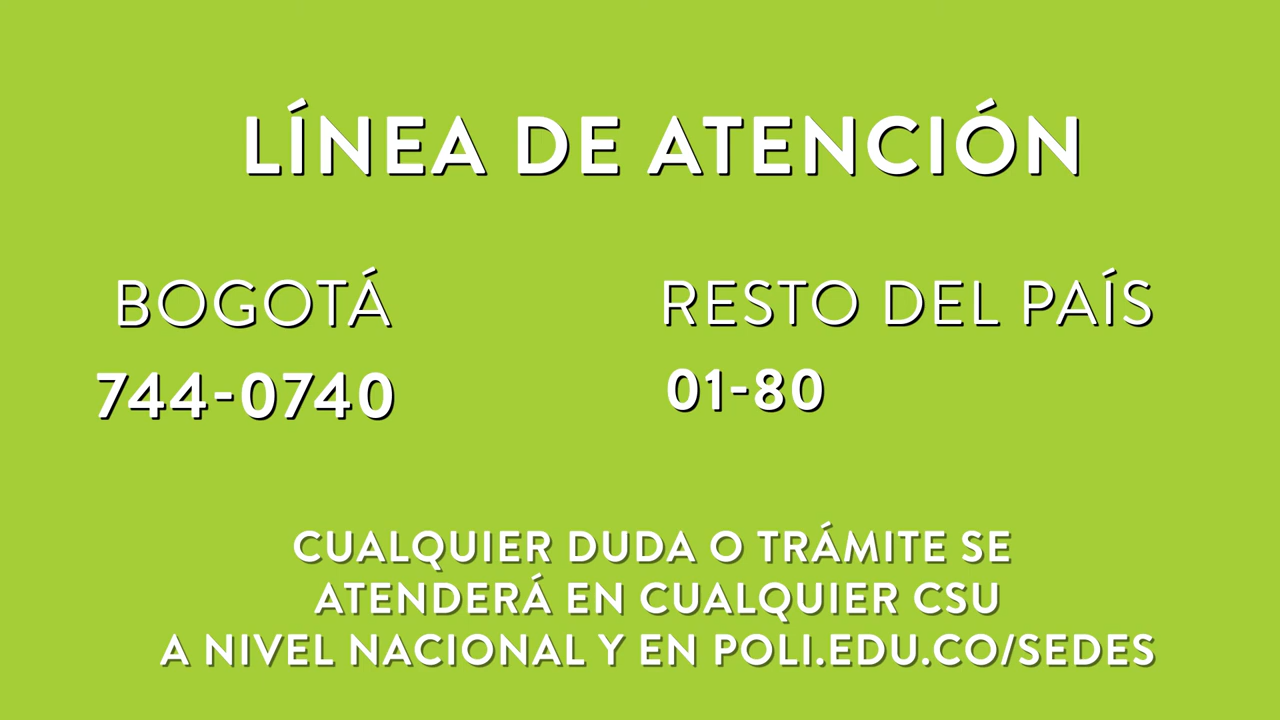 LÍNEA DE ATENCIÓN
BOGOTÁ
744-0740
RESTO DEL PAÍS
01-80
CUALQUIER DUDA O TRÁMITE SE
ATENDERÁ EN CUALQUIER CSU
A NIVEL NACIONAL Y EN POLI.EDU.CO/SEDES